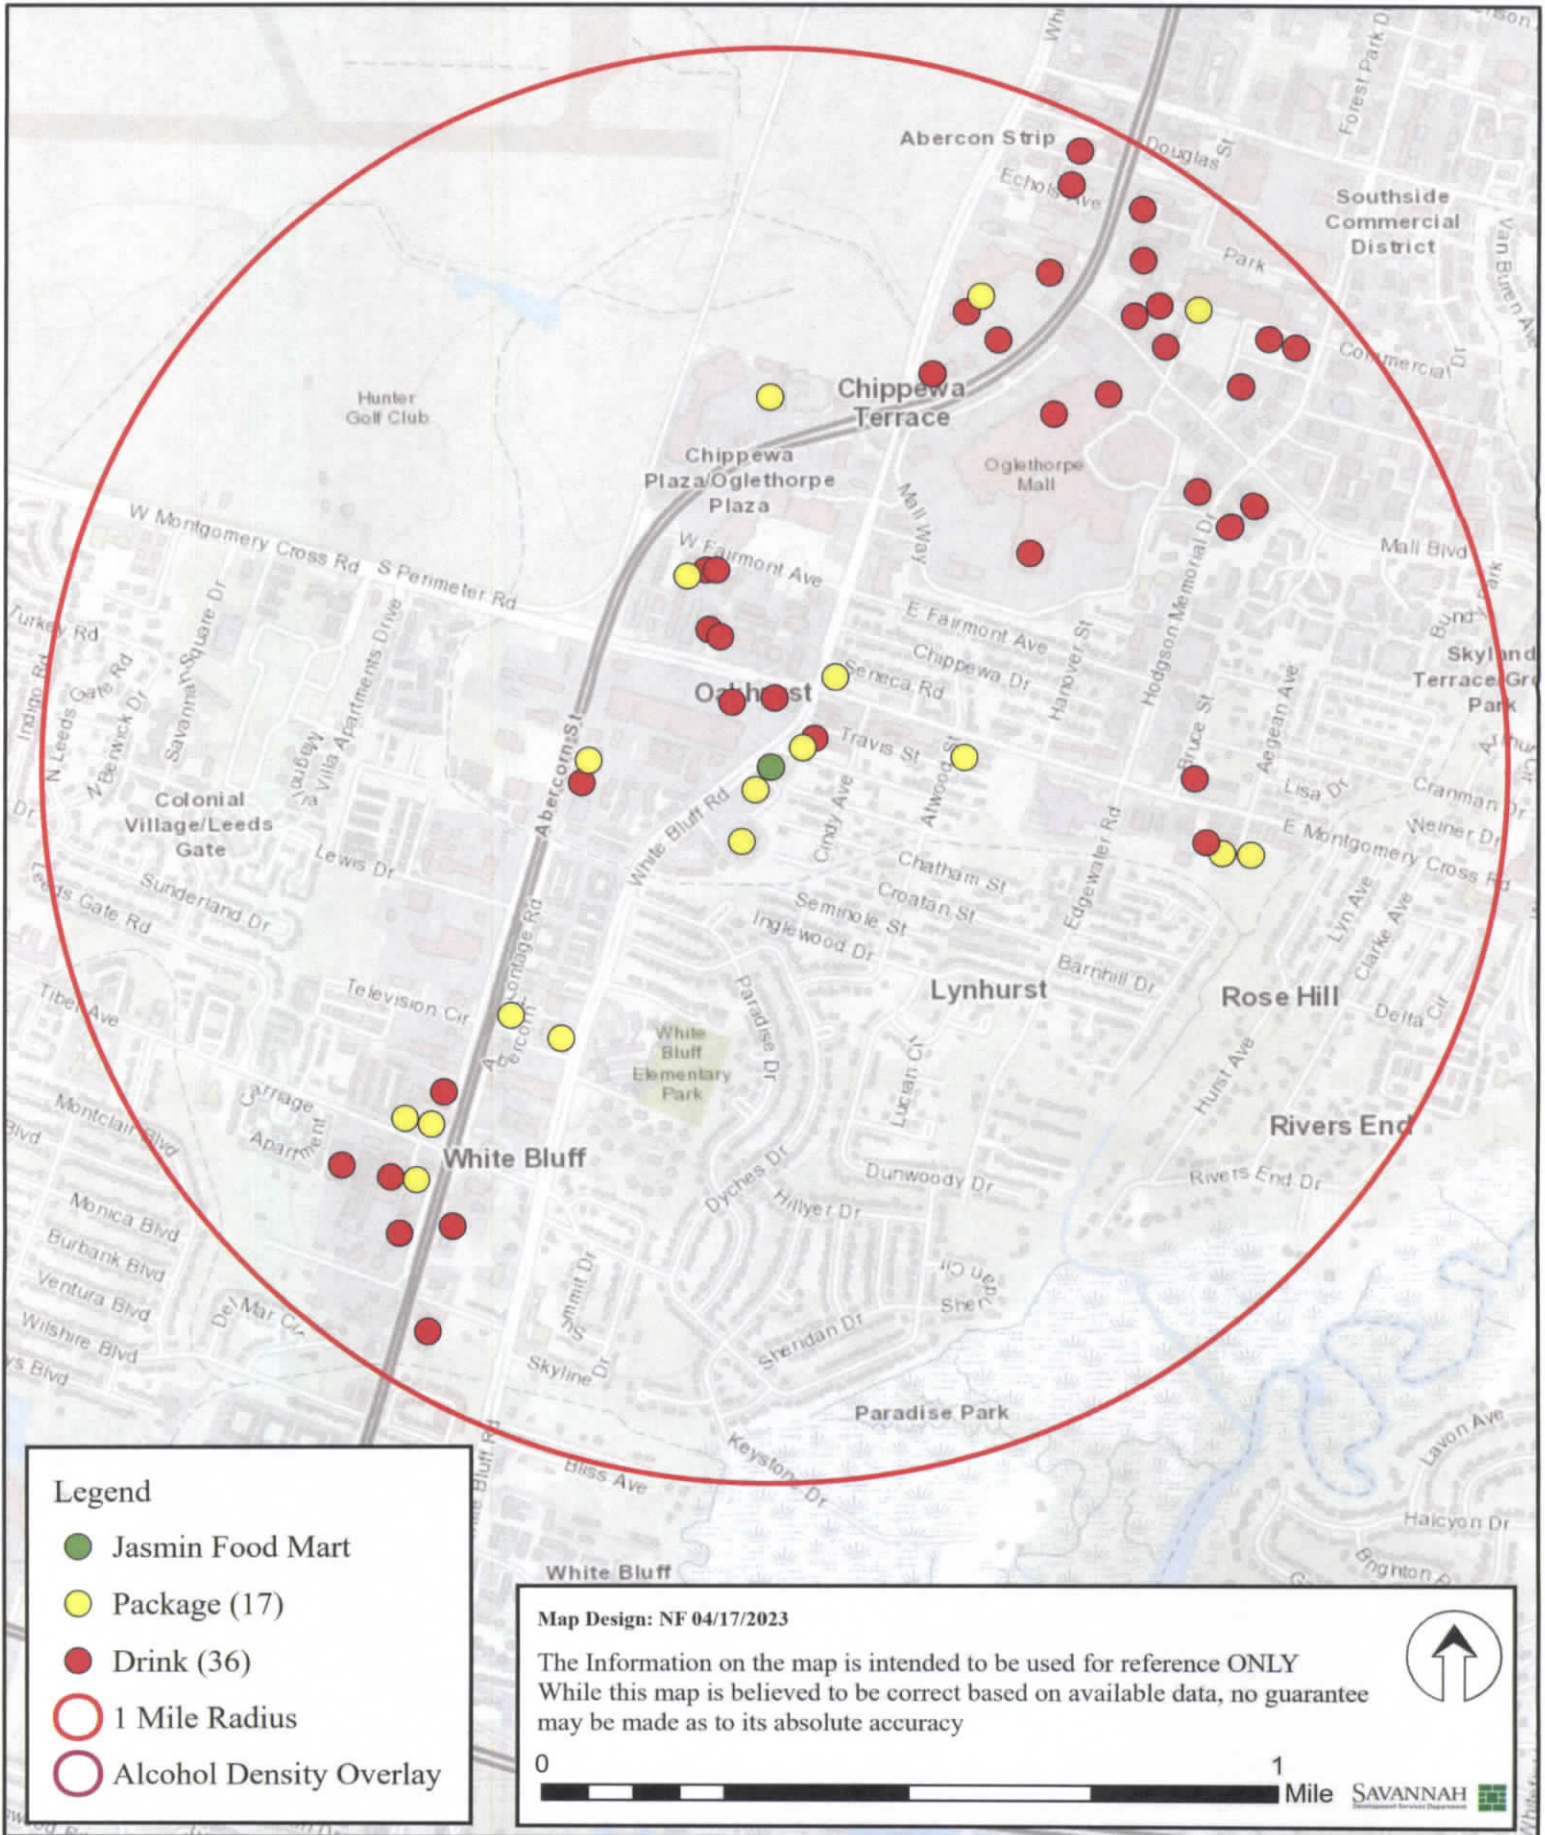 Abercon Strip
Douglas St
Echols Ave
Forest Park D
Southside
Commercial
District
Van Buren Ave
Park
Commercial Dr
Hunter
Golf Club
Chippewa
Terrace
Chippewa
Plaza/Oglethorpe
Plaza
Oglethorpe
Mall
Mall Way
W Montgomery Cross Rd
S Perimeter Rd
W Fairmont Ave
Hodgson Memorial Dr
Mall Blvd
Turkey Rd
Indigo Rd
N Leeds Gate Rd
N Berwick Dr
Savannah Square Dr
Villa Apartments Drive
E Fairmont Ave
Chippewa Dr
Hanover St
Seneca Rd
Skyland
Terrace/Gr
Park
Oakhurst
Travis St
Atwood St
Bruce St
Aegean Ave
Abercorn St
Colonial
Village/Leeds
Gate
Lisa Dr
Cranman Dr
Weiner Dr
E Montgomery Cross Rd
White Bluff Rd
Cindy Ave
Edgewater Rd
Lewis Dr
Leeds Gate Rd
Sunderland Dr
Chatham St
Croatan St
Seminole St
Inglewood Dr
Lyn Ave
Clarke Ave
Barnhill Dr
Lynhurst
Rose Hill
Delta Cir
Tibet Ave
Television Cir
Paradise Dr
White
Bluff
Elementary
Park
Lucian Cir
Hurst Ave
Carriage
Apartment
Montclair Blvd
Blvd
Rivers End
White Bluff
Dyches Dr
Dunwoody Dr
Hillyer Dr
Rivers End Dr
Monica Blvd
Burbank Blvd
Ventura Blvd
Wilshire Blvd
ys Blvd
Del Mar Cir
Summit Dr
Skyline Dr
Sheridan Dr
Paradise Park
Keystone Dr
Bliss Ave
Lavon Ave
Halcyon Dr
White Bluff
Legend
Jasmin Food Mart
Package (17)
Drink (36)
1 Mile Radius
Alcohol Density Overlay
Map Design: NF 04/17/2023
The Information on the map is intended to be used for reference ONLY
While this map is believed to be correct based on available data, no guarantee
may be made as to its absolute accuracy
0 1
Mile
SAVANNAH